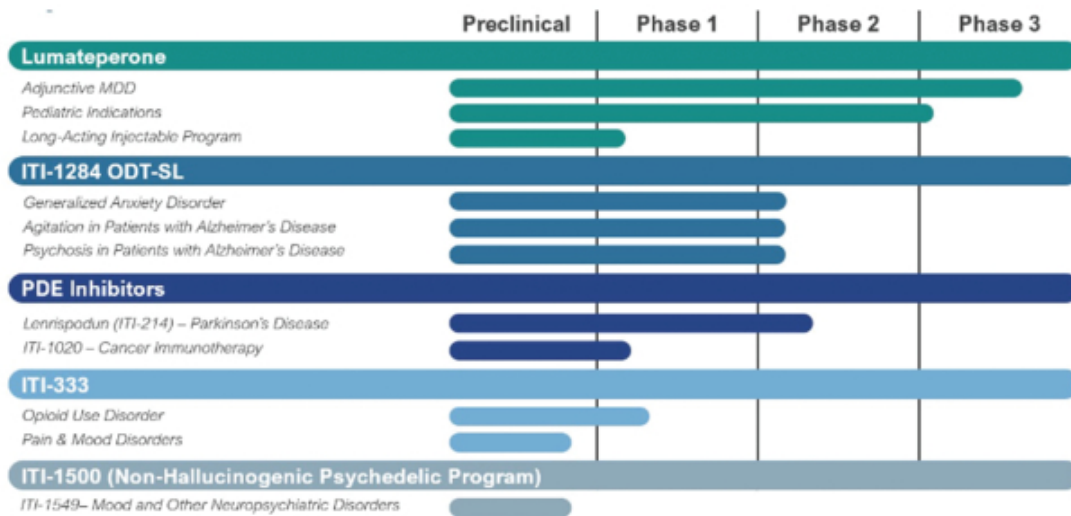 Preclinical Phase 1 Phase 2 Phase 3
Lumateperone
Adjunctive MDD
Pediatric Indications
Long-Acting Injectable Program
ITI-1284 ODT-SL
Generalized Anxiety Disorder
Agitation in Patients with Alzheimer's Disease
Psychosis in Patients with Alzheimer's Disease
PDE Inhibitors
Lenrispodun (ITI-214) – Parkinson's Disease
ITI-1020 – Cancer Immunotherapy
ITI-333
Opioid Use Disorder
Pain & Mood Disorders
ITI-1500 (Non-Hallucinogenic Psychedelic Program)
ITI-1549– Mood and Other Neuropsychiatric Disorders